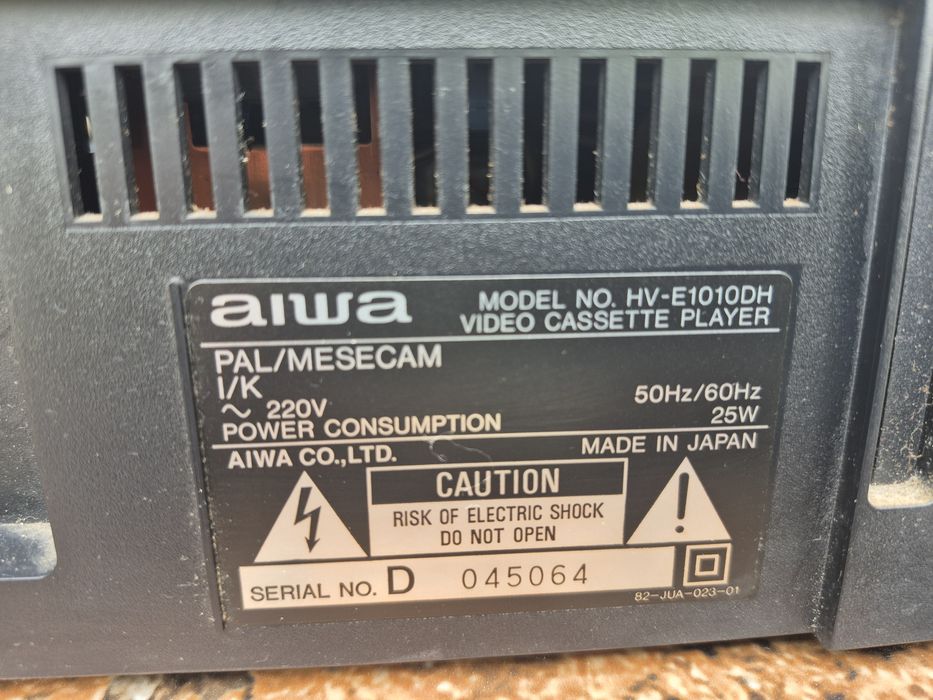 aiwa
MODEL NO. HV-E1010DH
VIDEO CASSETTE PLAYER
PAL/MESECAM
I/K
~ 220V 50Hz/60Hz
POWER CONSUMPTION 25W
AIWA CO.,LTD. MADE IN JAPAN
CAUTION
RISK OF ELECTRIC SHOCK
DO NOT OPEN
SERIAL NO. D 045064
82-JUA-023-01